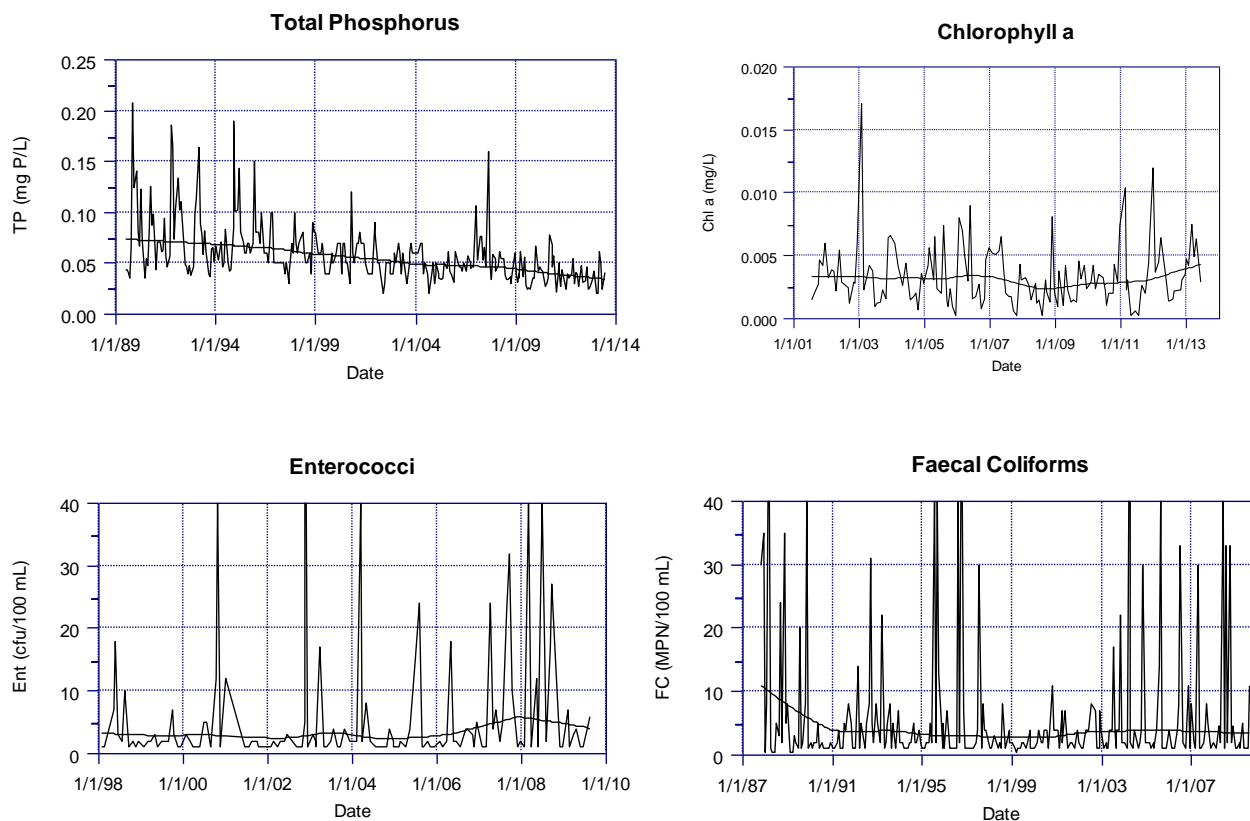 Total Phosphorus
TP (mg P/L)
0.25
0.20
0.15
0.10
0.05
0.00
1/1/89 1/1/94 1/1/99 1/1/04 1/1/09 1/1/14
Date
Chlorophyll a
Chl a (mg/L)
0.020
0.015
0.010
0.005
0.000
1/1/01 1/1/03 1/1/05 1/1/07 1/1/09 1/1/11 1/1/13
Date
Enterococci
Ent (cfu/100 mL)
40
30
20
10
0
1/1/98 1/1/00 1/1/02 1/1/04 1/1/06 1/1/08 1/1/10
Date
Faecal Coliforms
FC (MPN/100 mL)
40
30
20
10
0
1/1/87 1/1/91 1/1/95 1/1/99 1/1/03 1/1/07
Date